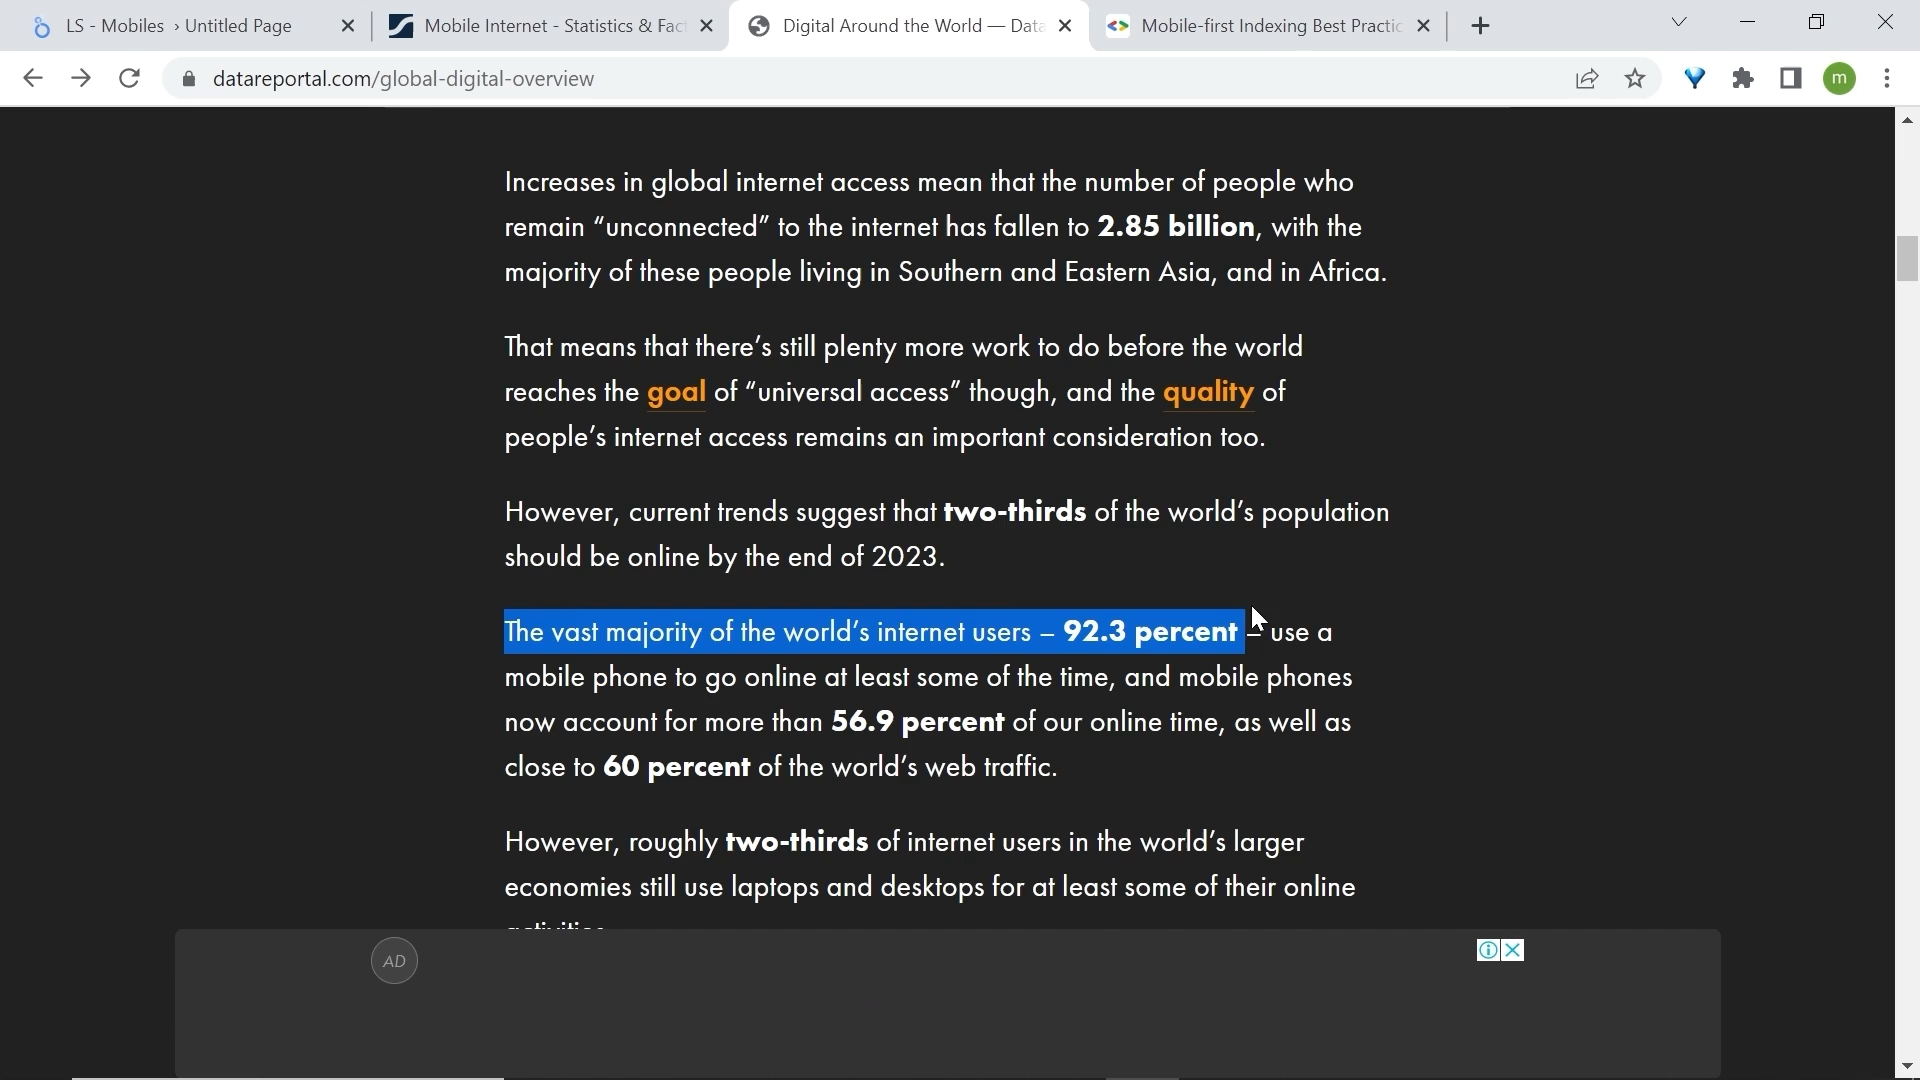 LS - Mobiles › Untitled Page
Mobile Internet - Statistics & Fact
Digital Around the World — Data
Mobile-first Indexing Best Practic
datareportal.com/global-digital-overview
m
Increases in global internet access mean that the number of people who
remain “unconnected” to the internet has fallen to 2.85 billion, with the
majority of these people living in Southern and Eastern Asia, and in Africa.
That means that there’s still plenty more work to do before the world
reaches the goal of “universal access” though, and the quality of
people’s internet access remains an important consideration too.
However, current trends suggest that two-thirds of the world’s population
should be online by the end of 2023.
The vast majority of the world’s internet users – 92.3 percent – use a
mobile phone to go online at least some of the time, and mobile phones
now account for more than 56.9 percent of our online time, as well as
close to 60 percent of the world’s web traffic.
However, roughly two-thirds of internet users in the world’s larger
economies still use laptops and desktops for at least some of their online
AD